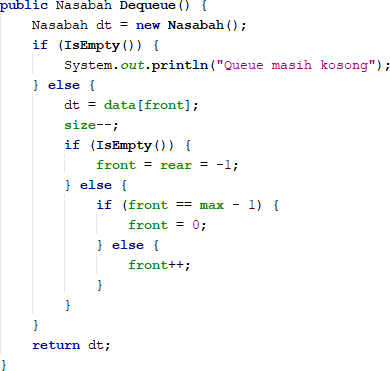 public Nasabah Dequeue() {
    Nasabah dt = new Nasabah();
    if (IsEmpty()) {
        System.out.println("Queue masih kosong");
    } else {
        dt = data[front];
        size--;
        if (IsEmpty()) {
            front = rear = -1;
        } else {
            if (front == max - 1) {
                front = 0;
            } else {
                front++;
            }
        }
    }
    return dt;
}